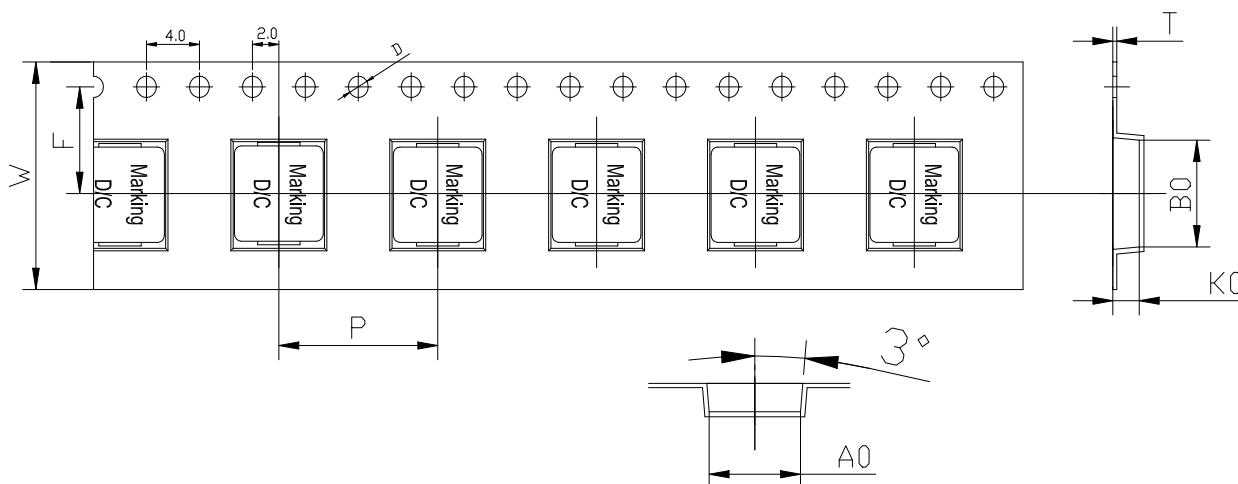 4.0
2.0
D
T
F
W
Marking
D/C
Marking
D/C
Marking
D/C
Marking
D/C
Marking
D/C
Marking
D/C
B0
K0
P
3°
A0